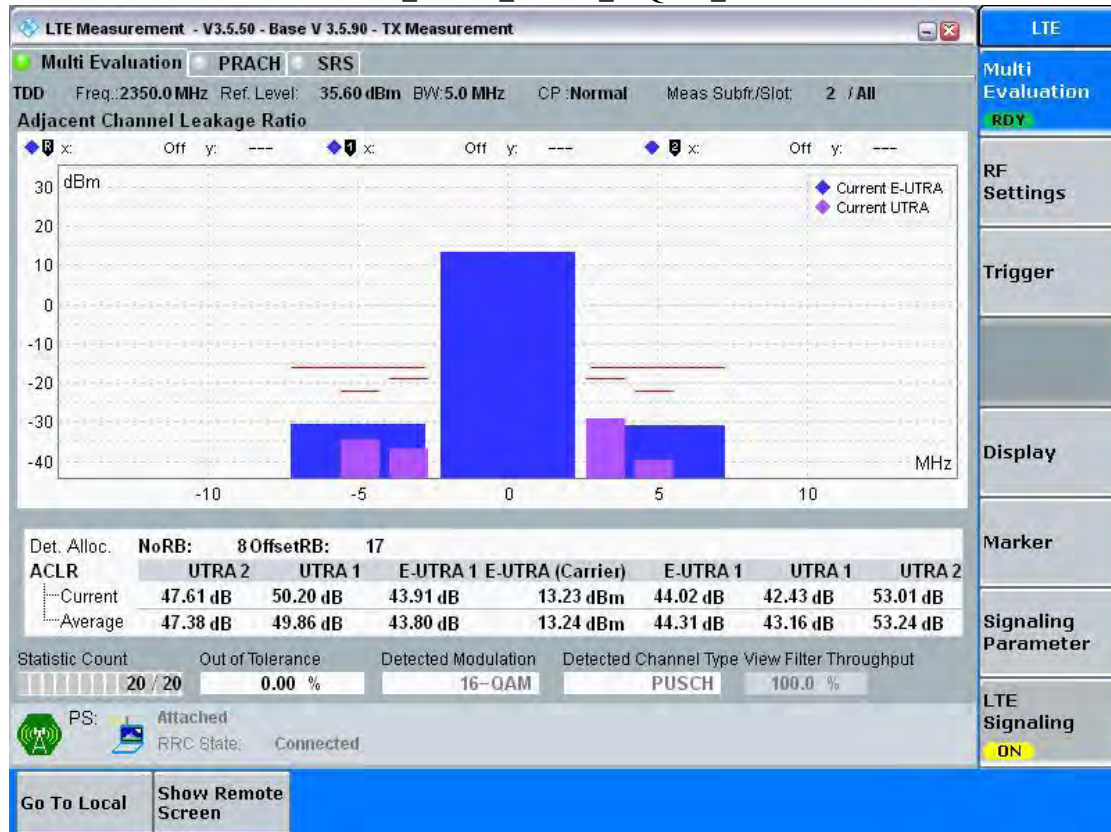 LTE Measurement - V3.5.50 - Base V 3.5.90 - TX Measurement
LTE
Multi Evaluation PRACH SRS
TDD Freq.:2350.0 MHz Ref. Level: 35.60 dBm BW:5.0 MHz CP :Normal Meas Subfr./Slot: 2 / All
Adjacent Channel Leakage Ratio
R x: Off y: --- 1 x: Off y: --- 2 x: Off y: ---
dBm
Current E-UTRA
Current UTRA
30
20
10
0
-10
-20
-30
-40
MHz
-10 -5 0 5 10
Det. Alloc. NoRB: 8 OffsetRB: 17
ACLR UTRA 2 UTRA 1 E-UTRA 1 E-UTRA (Carrier) E-UTRA 1 UTRA 1 UTRA 2
Current 47.61 dB 50.20 dB 43.91 dB 13.23 dBm 44.02 dB 42.43 dB 53.01 dB
Average 47.38 dB 49.86 dB 43.80 dB 13.24 dBm 44.31 dB 43.16 dB 53.24 dB
Statistic Count Out of Tolerance Detected Modulation Detected Channel Type View Filter Throughput
20 / 20 0.00 % 16-QAM PUSCH 100.0 %
PS: Attached
RRC State: Connected
Go To Local
Show Remote Screen
Multi
Evaluation
RDY
RF
Settings
Trigger
Display
Marker
Signaling
Parameter
LTE
Signaling
ON